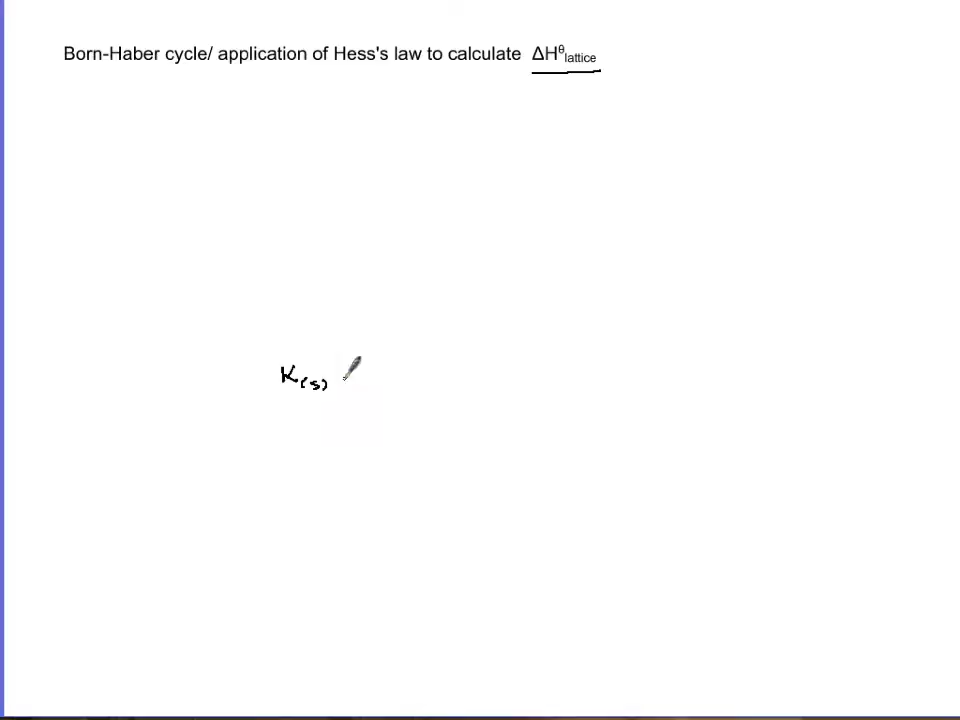 Born-Haber cycle/ application of Hess's law to calculate ΔHᶿlattice
K(s)